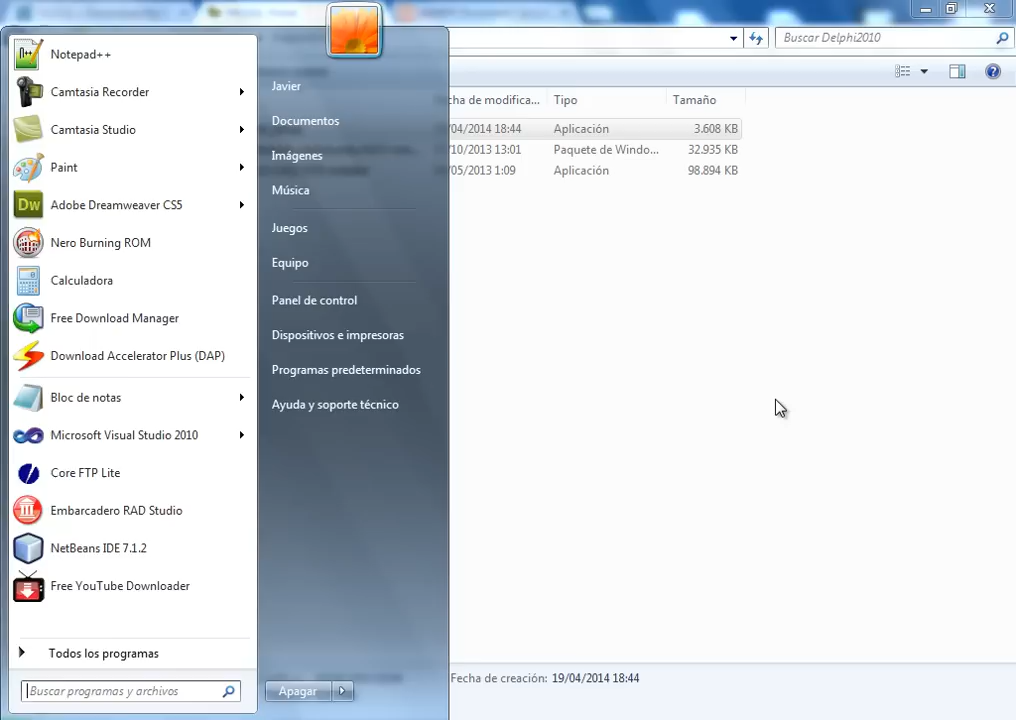 Notepad++
Camtasia Recorder
Camtasia Studio
Paint
Dw Adobe Dreamweaver CS5
Nero Burning ROM
Calculadora
Free Download Manager
Download Accelerator Plus (DAP)
Bloc de notas
Microsoft Visual Studio 2010
Core FTP Lite
Embarcadero RAD Studio
NetBeans IDE 7.1.2
Free YouTube Downloader
Todos los programas
Buscar programas y archivos
Javier
Documentos
Imágenes
Música
Juegos
Equipo
Panel de control
Dispositivos e impresoras
Programas predeterminados
Ayuda y soporte técnico
Apagar
Buscar Delphi2010
cha de modifica... Tipo Tamaño
/04/2014 18:44 Aplicación 3.608 KB
/10/2013 13:01 Paquete de Windo... 32.935 KB
/05/2013 1:09 Aplicación 98.894 KB
Fecha de creación: 19/04/2014 18:44